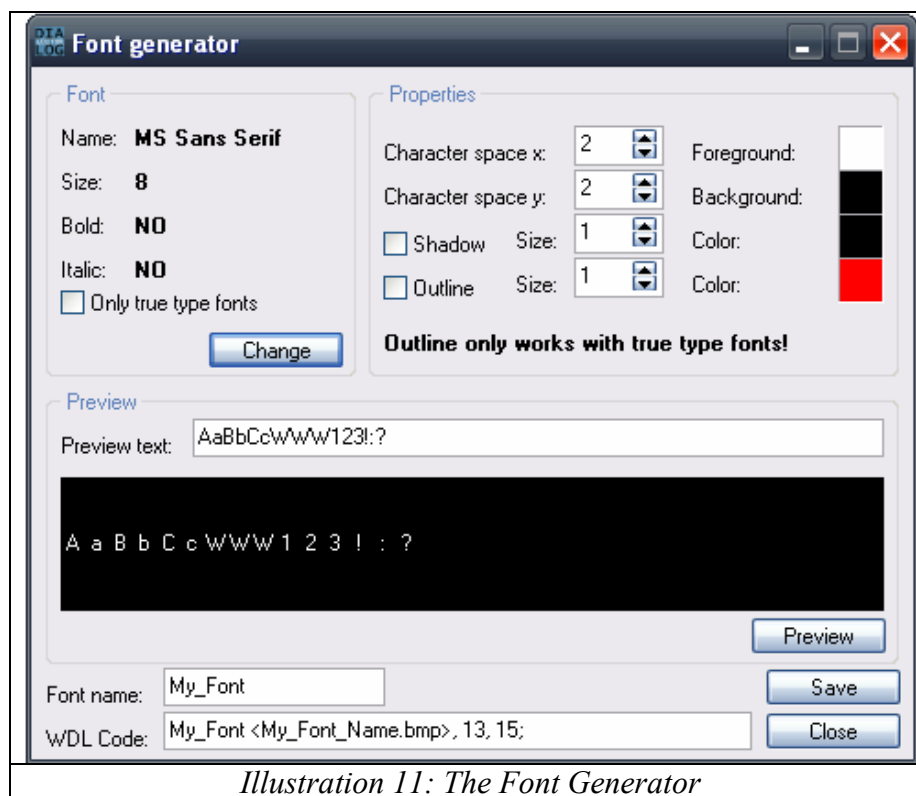 DIA
LOG
Font generator
Font
Name: MS Sans Serif
Size: 8
Bold: NO
Italic: NO
Only true type fonts
Change
Properties
Character space x: 2 Foreground:
Character space y: 2 Background:
Shadow Size: 1 Color:
Outline Size: 1 Color:
Outline only works with true type fonts!
Preview
Preview text: AaBbCcWWW123!:?
A a B b C c W W W 1 2 3 ! : ?
Preview
Font name: My_Font
Save
WDL Code: My_Font <My_Font_Name.bmp>, 13, 15;
Close
Illustration 11: The Font Generator